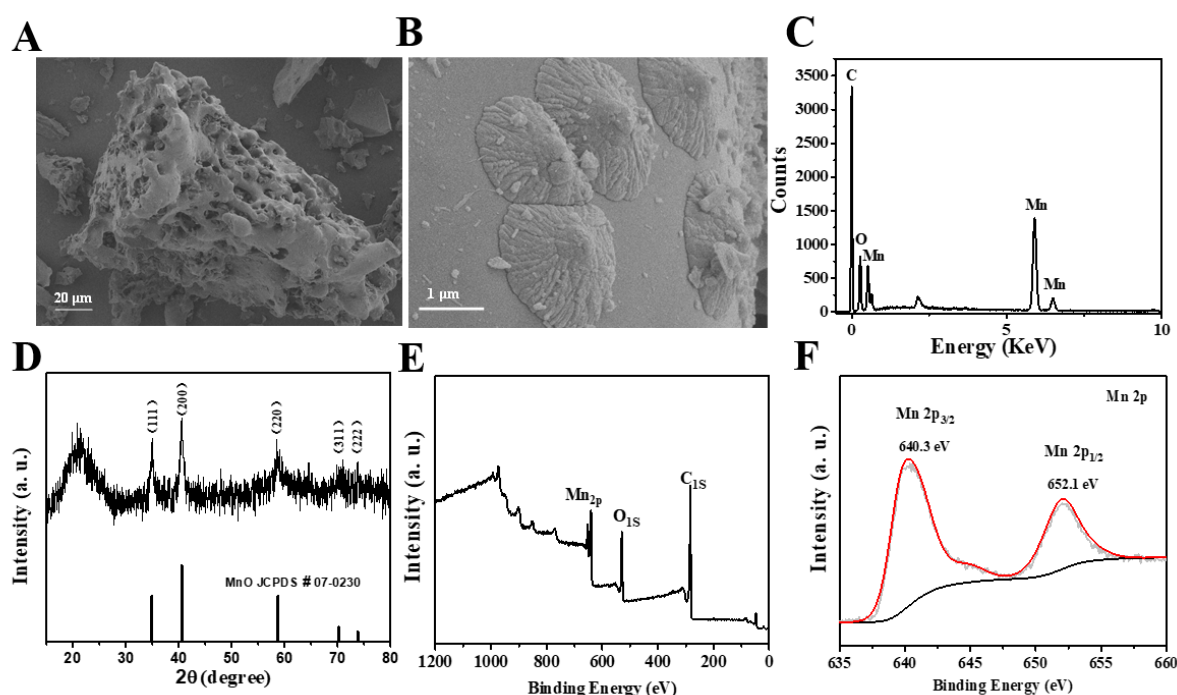 A
20 μm
B
1 μm
C
3500
3000
2500
2000
1500
1000
500
0
C
O
Mn
Mn
Mn
0
5
10
Counts
Energy (KeV)
D
(111)
(200)
(220)
(311)
(222)
MnO JCPDS # 07-0230
20
30
40
50
60
70
80
Intensity (a. u.)
2θ (degree)
E
Mn2p
O1S
C1S
1200
1000
800
600
400
200
0
Intensity (a. u.)
Binding Energy (eV)
F
Mn 2p
Mn 2p3/2
640.3 eV
Mn 2p1/2
652.1 eV
635
640
645
650
655
660
Intensity (a. u.)
Binding Energy (eV)